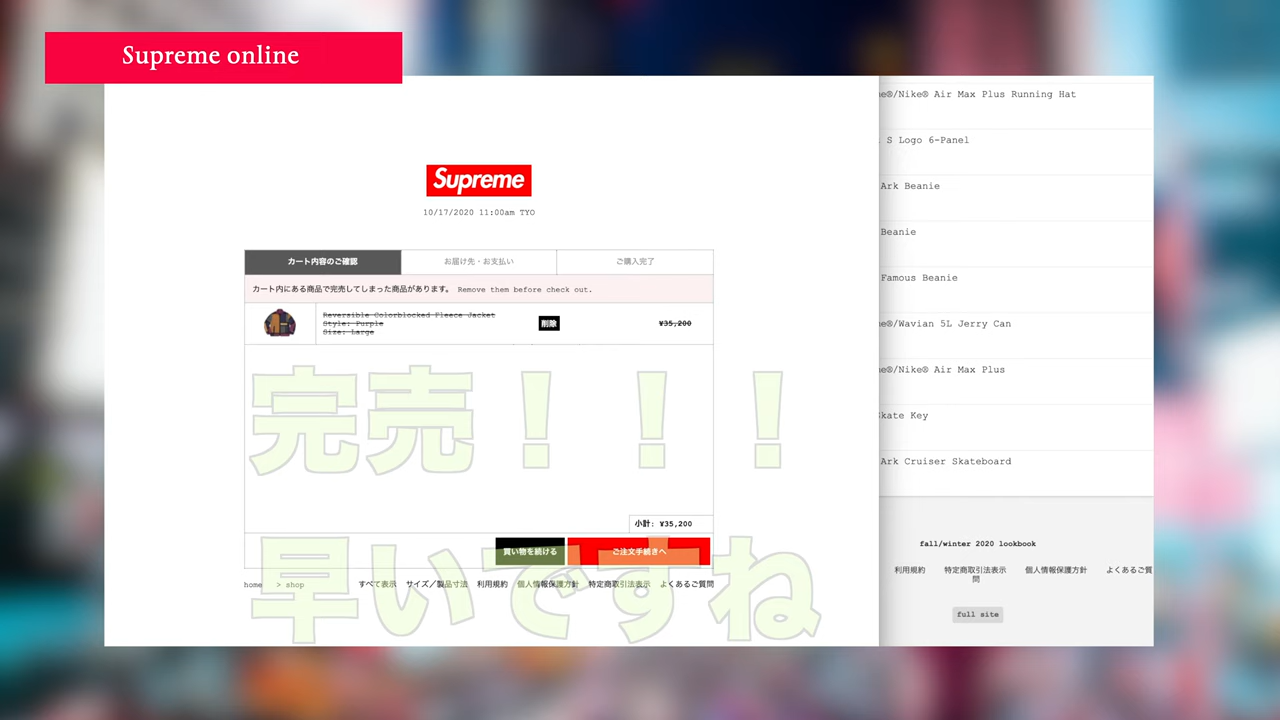 Supreme online
Supreme
10/17/2020 11:00am TYO
カート内容のご確認
お届け先・お支払い
ご購入完了
カート内にある商品で完売してしまった商品があります。 Remove them before check out.
Reversible Colorblocked Fleece Jacket
Style: Purple
Size: Large
削除
¥35,200
完売！！！
小計: ¥35,200
買い物を続ける
ご注文手続きへ
早いですね
home > shop
すべて表示 サイズ／製品寸法 利用規約 個人情報保護方針 特定商取引法表示 よくあるご質問
e®/Nike® Air Max Plus Running Hat
S Logo 6-Panel
Ark Beanie
Beanie
Famous Beanie
e®/Wavian 5L Jerry Can
e®/Nike® Air Max Plus
kate Key
Ark Cruiser Skateboard
fall/winter 2020 lookbook
利用規約 特定商取引法表示 個人情報保護方針 よくあるご質
問
full site